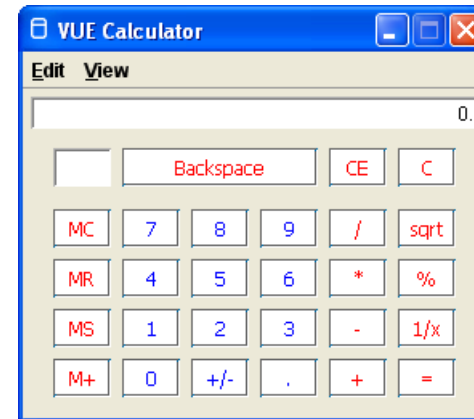 VUE Calculator
Edit View
0.
Backspace CE C
MC 7 8 9 / sqrt
MR 4 5 6 * %
MS 1 2 3 - 1/x
M+ 0 +/- . + =